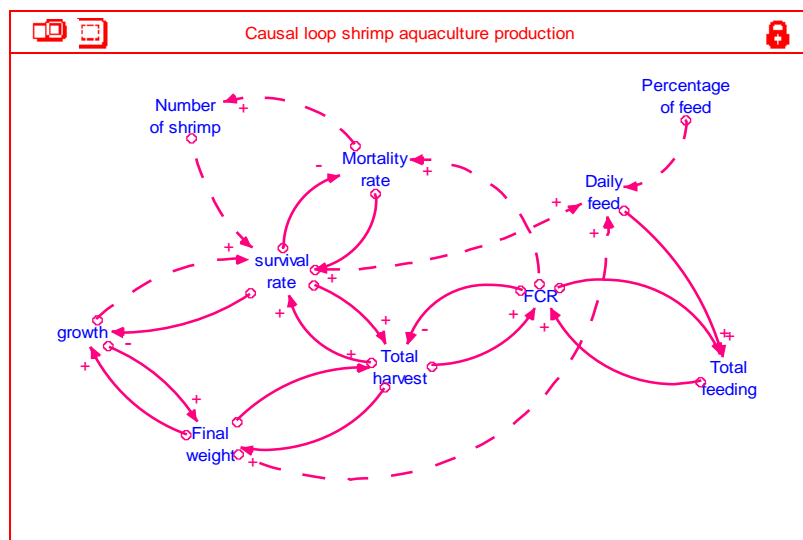 Causal loop shrimp aquaculture production
Percentage
of feed
Number
of shrimp
+
Mortality
rate
-
+
Daily
feed
+
+
+
survival
rate
+
FCR
+
+
-
+
+
growth
-
+
Total
harvest
+
+
+
Total
feeding
+
+
Final
weight
+